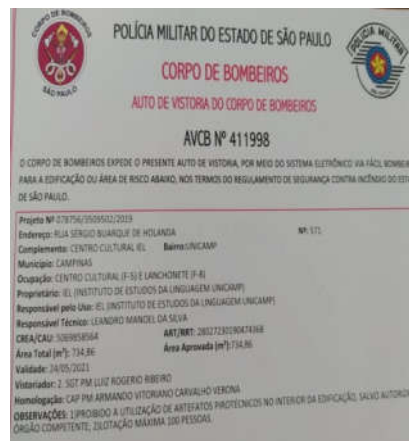 CORPO DE BOMBEIROS
SÃO PAULO
POLÍCIA MILITAR DO ESTADO DE SÃO PAULO
POLÍCIA MILITAR
CORPO DE BOMBEIROS
AUTO DE VISTORIA DO CORPO DE BOMBEIROS
AVCB Nº 411998
O CORPO DE BOMBEIROS EXPEDE O PRESENTE AUTO DE VISTORIA, POR MEIO DO SISTEMA ELETRÔNICO VIA FÁCIL BOMBEI
PARA A EDIFICAÇÃO OU ÁREA DE RISCO ABAIXO, NOS TERMOS DO REGULAMENTO DE SEGURANÇA CONTRA INCÊNDIO DO EST
DE SÃO PAULO.
Projeto Nº 078756/3509502/2019
Endereço: RUA SERGIO BUARQUE DE HOLANDA Nº: 571
Complemento: CENTRO CULTURAL IEL Bairro: UNICAMP
Município: CAMPINAS
Ocupação: CENTRO CULTURAL (F-5) E LANCHONETE (F-8)
Proprietário: IEL (INSTITUTO DE ESTUDOS DA LINGUAGEM UNICAMP)
Responsável pelo Uso: IEL (INSTITUTO DE ESTUDOS DA LINGUAGEM UNICAMP)
Responsável Técnico: LEANDRO MANOEL DA SILVA
CREA/CAU: 5069858564 ART/RRT: 28027230190474368
Área Total (m²): 734,86 Área Aprovada (m²): 734,86
Validade: 24/05/2021
Vistoriador: 2. SGT PM LUIZ ROGERIO RIBEIRO
Homologação: CAP PM ARMANDO VITORIANO CARVALHO VERONA
OBSERVAÇÕES: 1)PROIBIDO A UTILIZAÇÃO DE ARTEFATOS PIROTECNICOS NO INTERIOR DA EDIFICAÇÃO, SALVO AUTORIZA
ÓRGÃO COMPETENTE; 2)LOTAÇÃO MÁXIMA 100 PESSOAS.